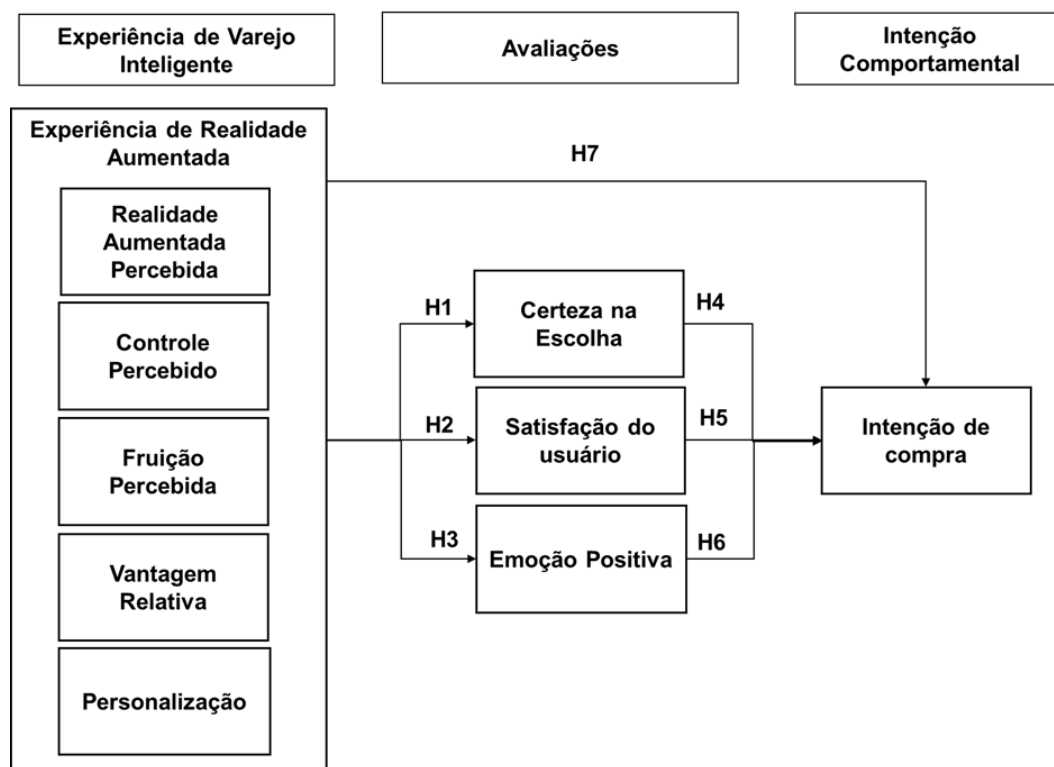 Experiência de Varejo
Inteligente
Avaliações
Intenção
Comportamental
Experiência de Realidade
Aumentada
H7
Realidade
Aumentada
Percebida
Controle
Percebido
Fruição
Percebida
Vantagem
Relativa
Personalização
H1
Certeza na
Escolha
H4
H2
Satisfação do
usuário
H5
H3
Emoção Positiva
H6
Intenção de
compra